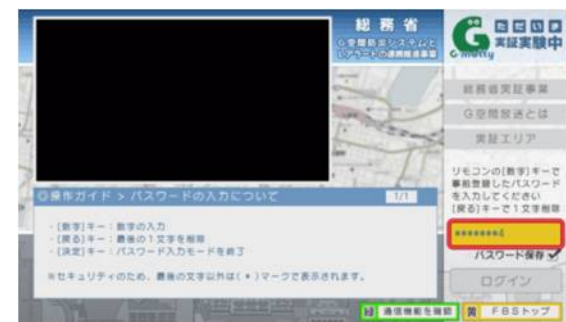 総務省
G空間防災システムと
Lアラートの連携推進事業
ただいま
実証実験中
G motty
総務省実証事業
G空間放送とは
実証エリア
リモコンの[数字]キーで
事前登録したパスワード
を入力してください
[戻る]キーで1文字削除
*******4
パスワード保存
ログイン
◎操作ガイド > パスワードの入力について
1/1
・[数字]キー：数字の入力
・[戻る]キー：最後の1文字を削除
・[決定]キー：パスワード入力モードを終了
※セキュリティのため、最後の文字以外は(*)マークで表示されます。
通信機能を確認
黄 FBSトップ